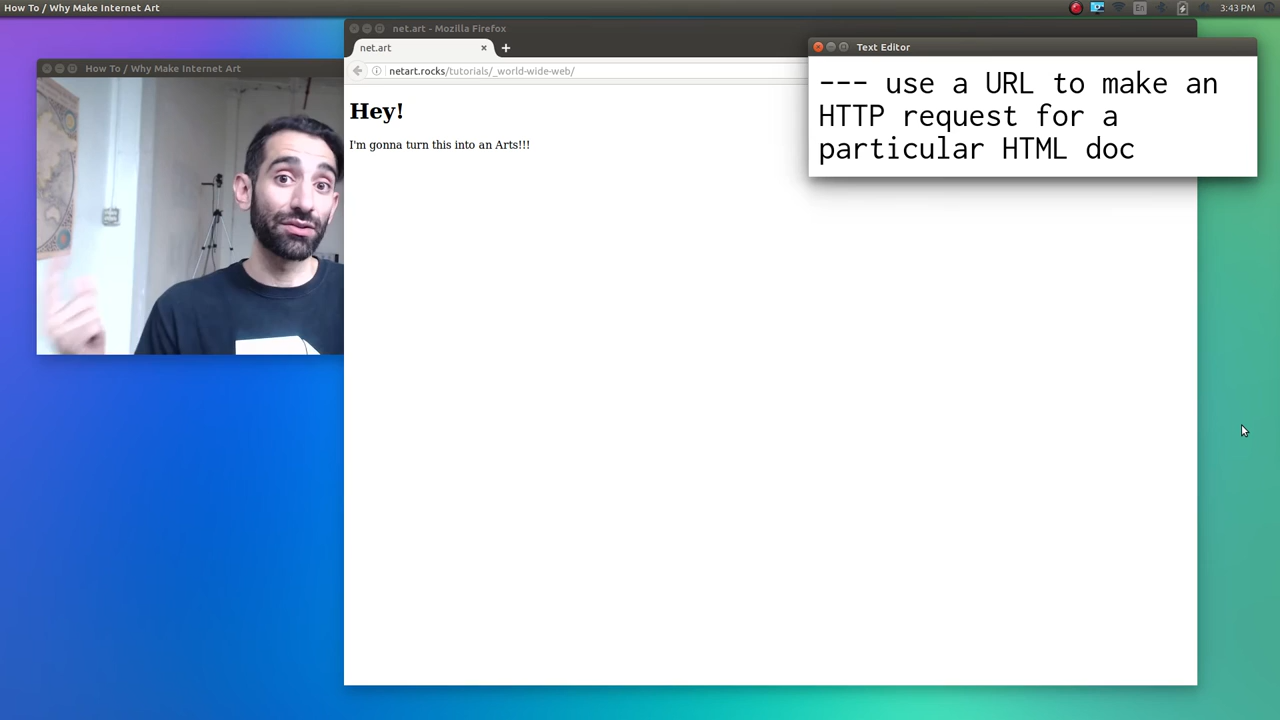 How To / Why Make Internet Art
En
3:43 PM
net.art - Mozilla Firefox
net.art
netart.rocks/tutorials/_world-wide-web/
Hey!
I'm gonna turn this into an Arts!!!
How To / Why Make Internet Art
Text Editor
--- use a URL to make an
HTTP request for a
particular HTML doc